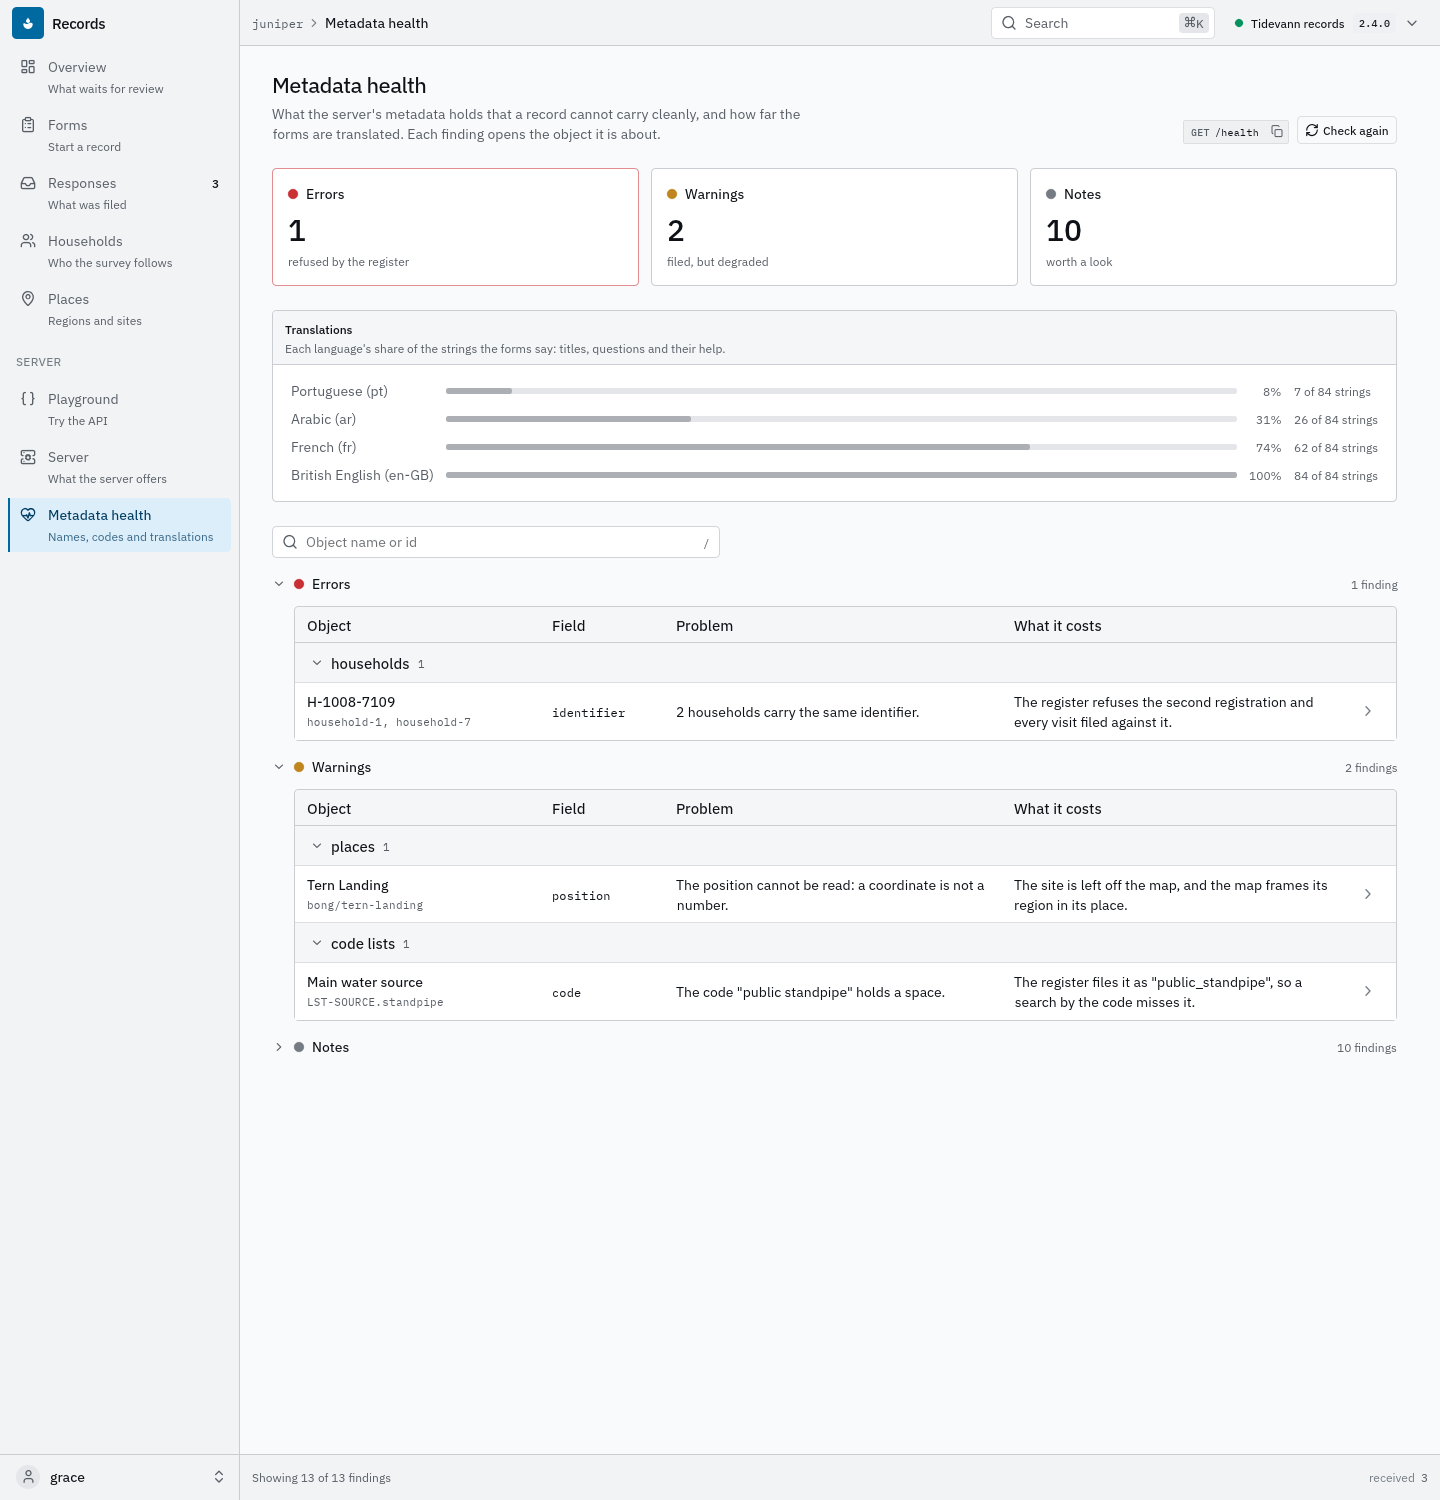 Records
Overview
What waits for review
Forms
Start a record
Responses 3
What was filed
Households
Who the survey follows
Places
Regions and sites
SERVER
Playground
Try the API
Server
What the server offers
Metadata health
Names, codes and translations
grace
juniper > Metadata health
Search ⌘K
Tidevann records 2.4.0
Metadata health
What the server's metadata holds that a record cannot carry cleanly, and how far the
forms are translated. Each finding opens the object it is about.
GET /health
Check again
Errors
1
refused by the register
Warnings
2
filed, but degraded
Notes
10
worth a look
Translations
Each language's share of the strings the forms say: titles, questions and their help.
Portuguese (pt) 8% 7 of 84 strings
Arabic (ar) 31% 26 of 84 strings
French (fr) 74% 62 of 84 strings
British English (en-GB) 100% 84 of 84 strings
Object name or id /
Errors 1 finding
Object Field Problem What it costs
households 1
H-1008-7109
household-1, household-7
identifier
2 households carry the same identifier.
The register refuses the second registration and
every visit filed against it.
Warnings 2 findings
Object Field Problem What it costs
places 1
Tern Landing
bong/tern-landing
position
The position cannot be read: a coordinate is not a
number.
The site is left off the map, and the map frames its
region in its place.
code lists 1
Main water source
LST-SOURCE.standpipe
code
The code "public standpipe" holds a space.
The register files it as "public_standpipe", so a
search by the code misses it.
Notes 10 findings
Showing 13 of 13 findings
received 3